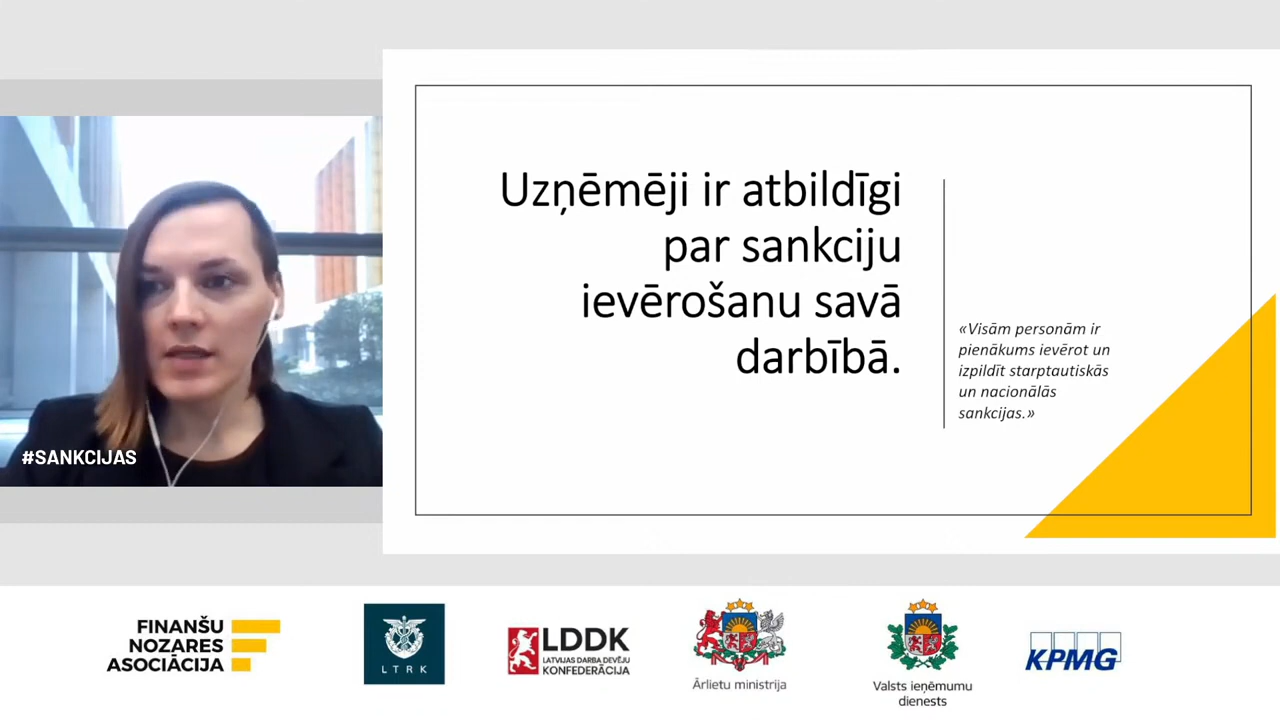 Uzņēmēji ir atbildīgi
par sankciju
ievērošanu savā
darbībā.
«Visām personām ir
pienākums ievērot un
izpildīt starptautiskās
un nacionālās
sankcijas.»
#SANKCIJAS
FINANŠU
NOZARES
ASOCIĀCIJA
LTRK
LDDK
LATVIJAS DARBA DEVĒJU
KONFEDERĀCIJA
Ārlietu ministrija
Valsts ieņēmumu
dienests
KPMG